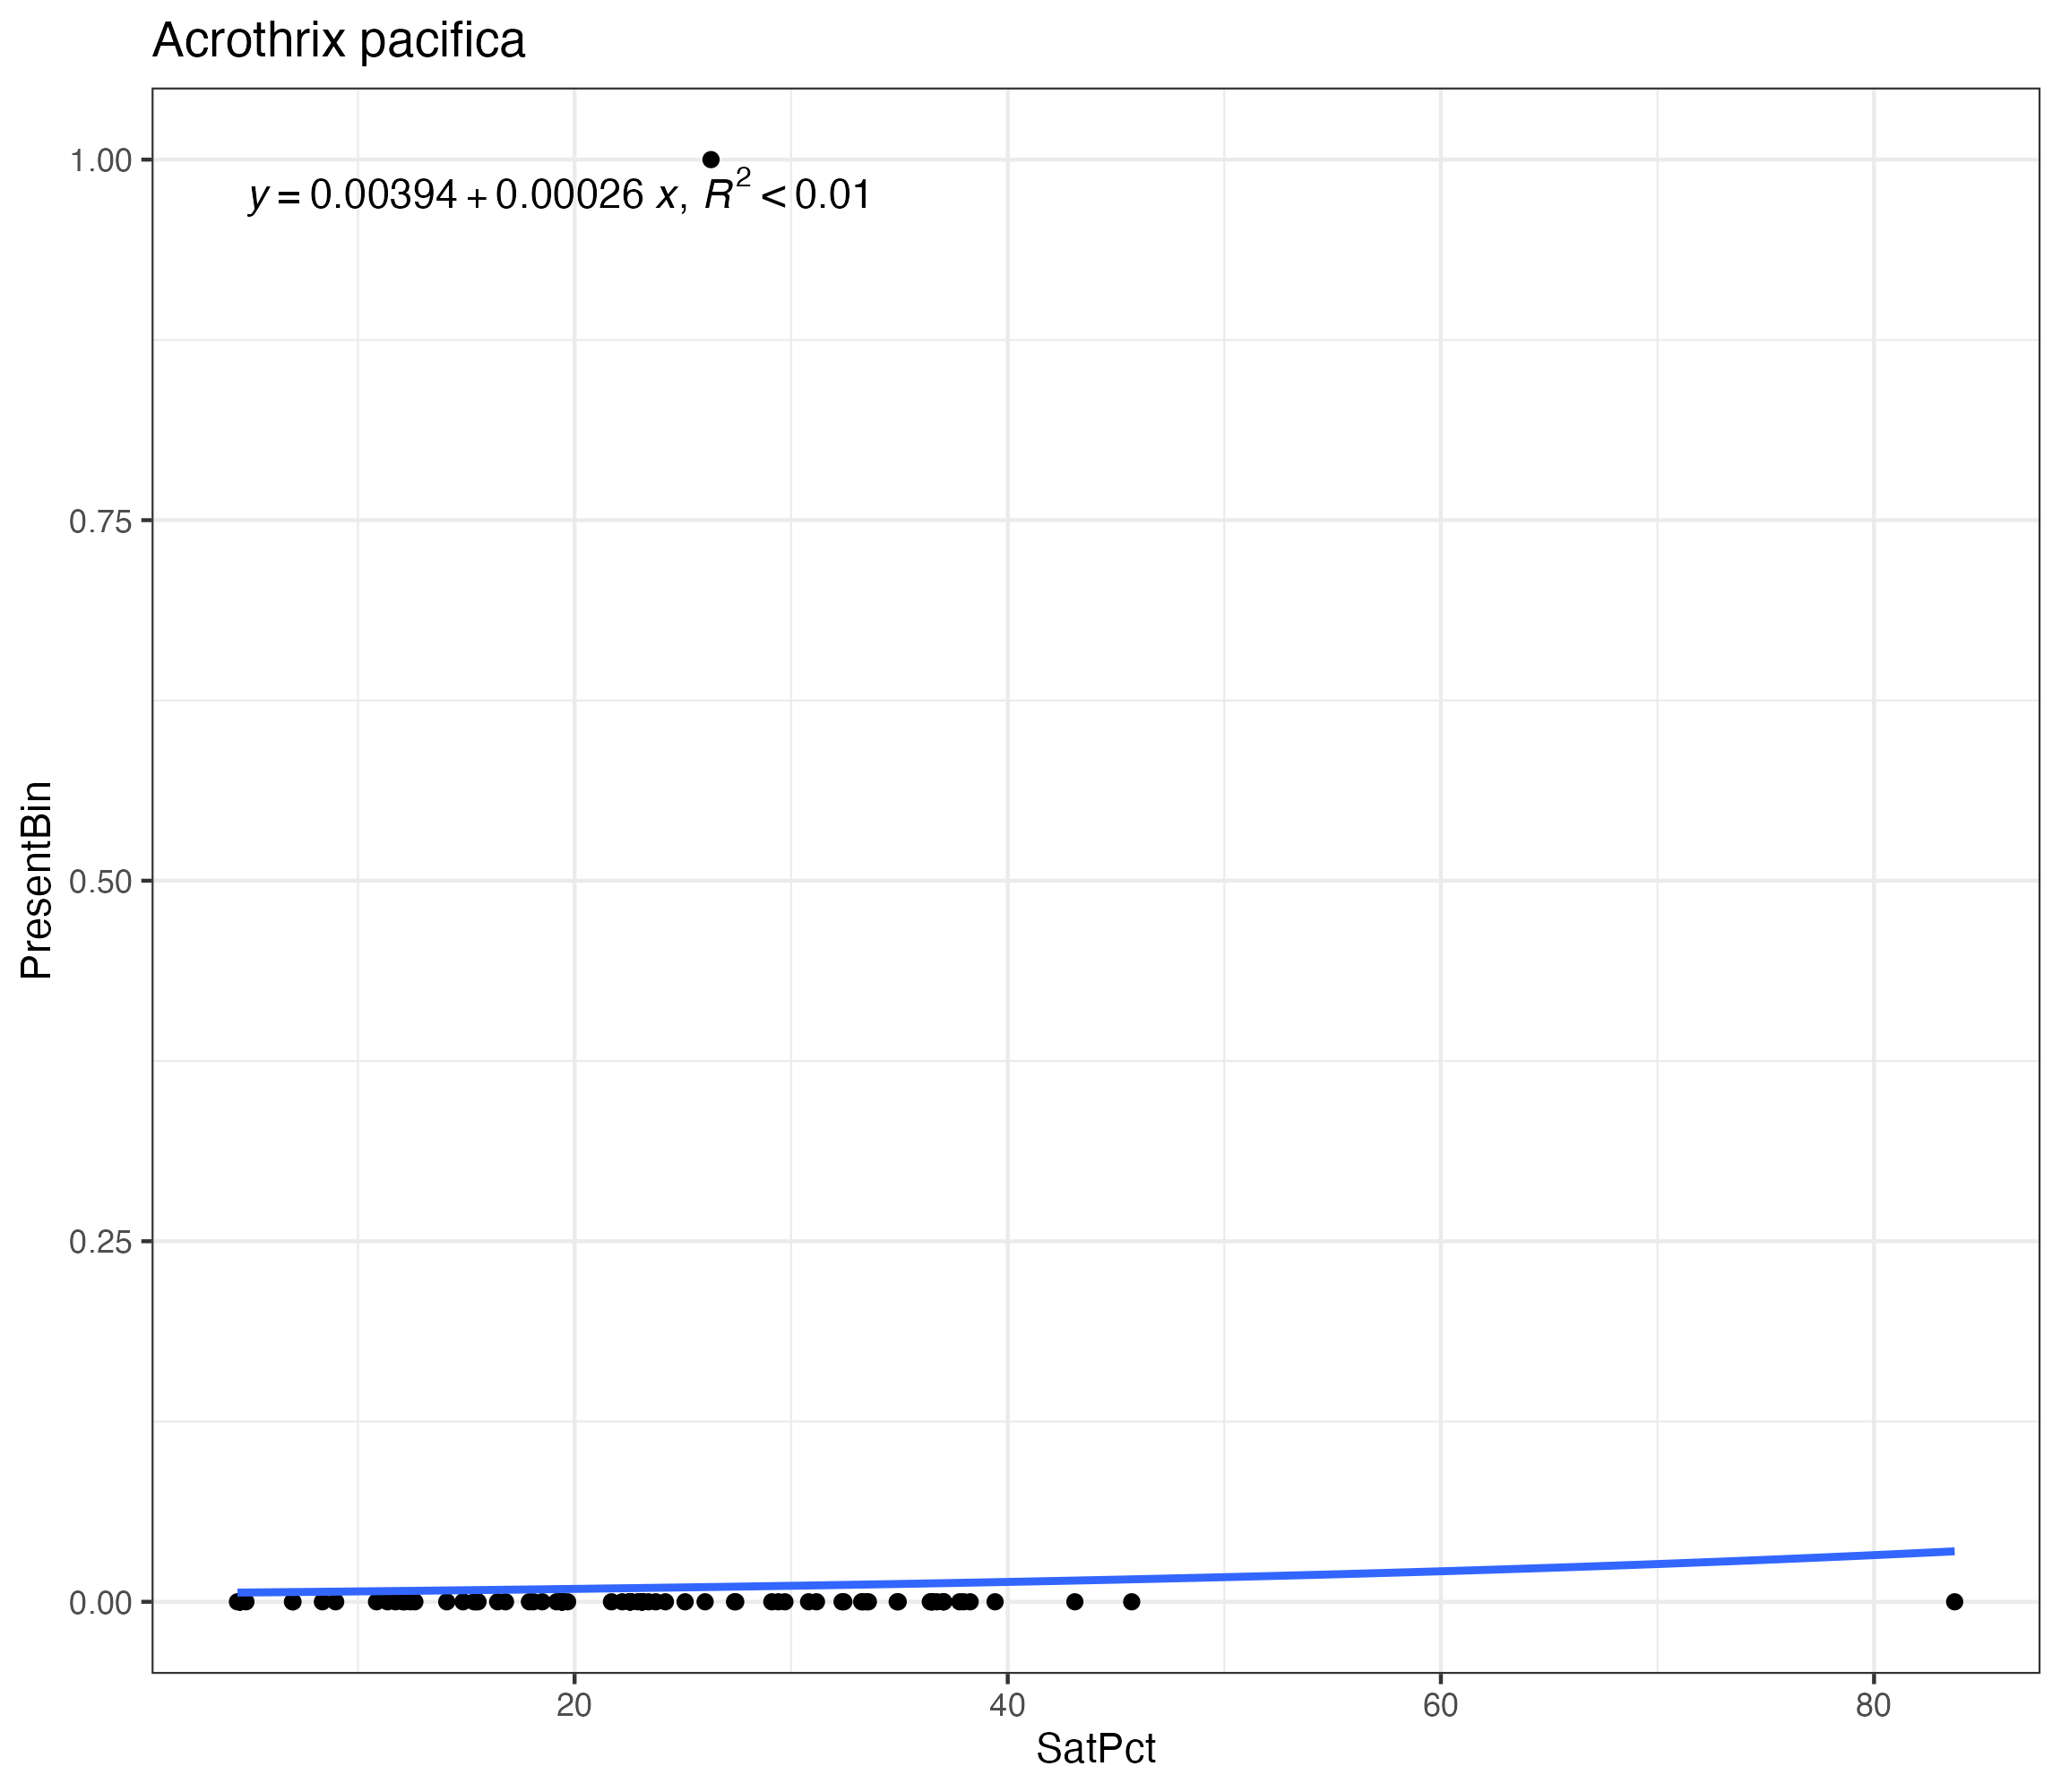 Acrothrix pacifica
1.00
y = 0.00394 + 0.00026 x, R² < 0.01
0.75
PresentBin
0.50
0.25
0.00
20 40 60 80
SatPct